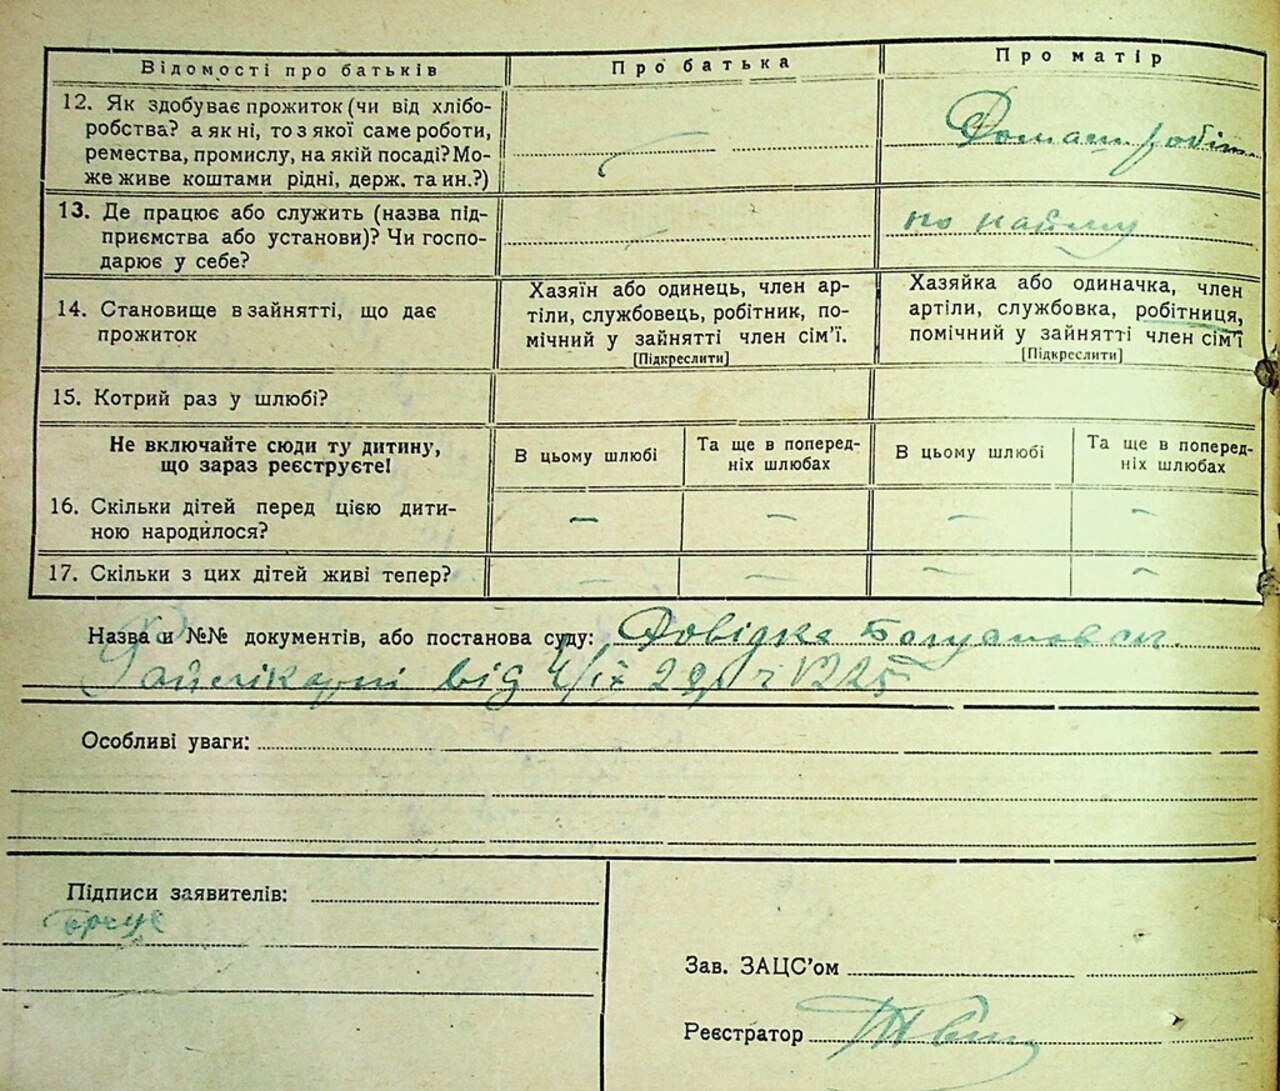 Відомості про батьків
Про батька
Про матір
12. Як здобуває прожиток (чи від хлібо-
робства? а як ні, то з якої саме роботи,
ремества, промислу, на якій посаді? Мо-
же живе коштами рідні, держ. та ин.?)
—
Домаш робіт
13. Де працює або служить (назва під-
приємства або установи)? Чи госпо-
дарює у себе?
—
по найму
14. Становище в зайнятті, що дає
прожиток
Хазяїн або одинець, член ар-
тіли, службовець, робітник, по-
мічний у зайнятті член сім’ї.
[Підкреслити]
Хазяйка або одиначка, член
артіли, службовка, робітниця,
помічний у зайнятті член сім’ї
[Підкреслити]
15. Котрий раз у шлюбі?
Не включайте сюди ту дитину,
що зараз реєструєте!
В цьому шлюбі
Та ще в поперед-
ніх шлюбах
В цьому шлюбі
Та ще в поперед-
ніх шлюбах
16. Скільки дітей перед цією дити-
ною народилося?
— — — —
17. Скільки з цих дітей живі тепер?
— — — —
Назва и №№ документів, або постанова суду: Довідка
від 29 р
Особливі уваги:
Підписи заявителів:
Зав. ЗАЦС’ом
Реєстратор